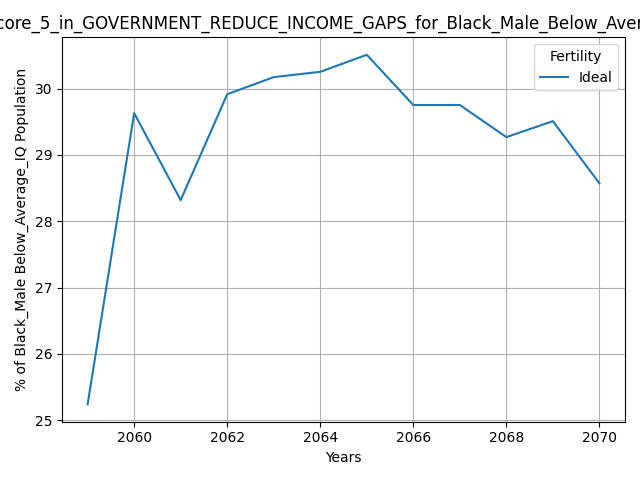 core_5_in_GOVERNMENT_REDUCE_INCOME_GAPS_for_Black_Male_Below_Aver
Fertility
Ideal
% of Black_Male Below_Average_IQ Population
30
29
28
27
26
25
2060
2062
2064
2066
2068
2070
Years